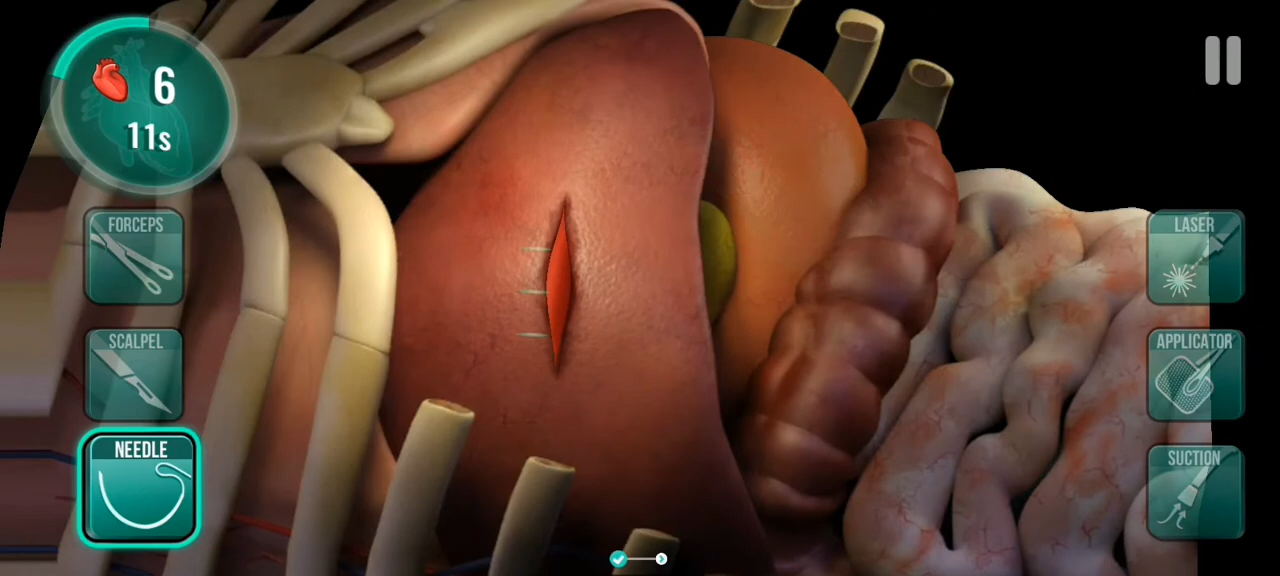 6
11s
FORCEPS
SCALPEL
NEEDLE
LASER
APPLICATOR
SUCTION